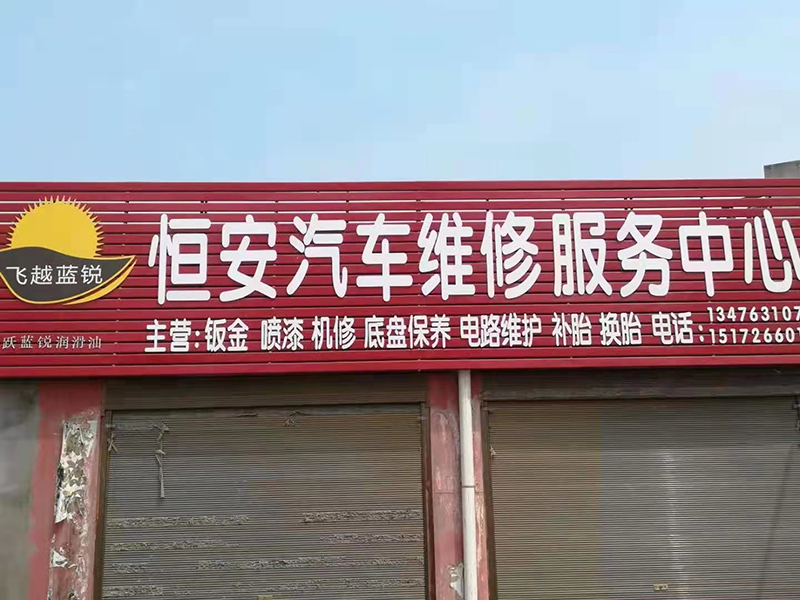 飞越蓝锐
跃蓝锐润滑油
恒安汽车维修服务中心
主营:钣金 喷漆 机修 底盘保养 电路维护 补胎 换胎 电话:
134763107
15172660